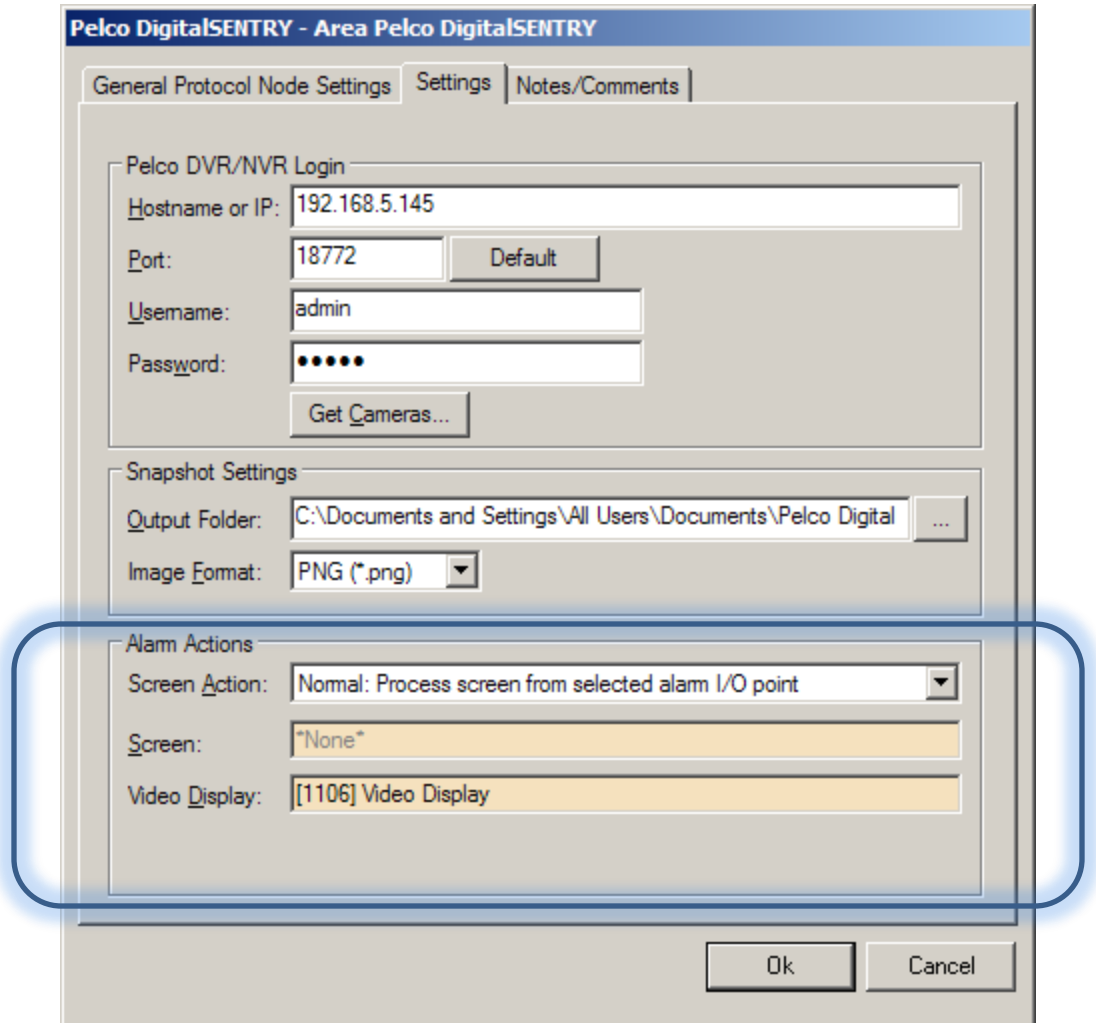 Pelco DigitalSENTRY - Area Pelco DigitalSENTRY
General Protocol Node Settings Settings Notes/Comments
Pelco DVR/NVR Login
Hostname or IP: 192.168.5.145
Port: 18772 Default
Username: admin
Password: •••••
Get Cameras...
Snapshot Settings
Output Folder: C:\Documents and Settings\All Users\Documents\Pelco Digital ...
Image Format: PNG (*.png)
Alarm Actions
Screen Action: Normal: Process screen from selected alarm I/O point
Screen: *None*
Video Display: [1106] Video Display
Ok Cancel